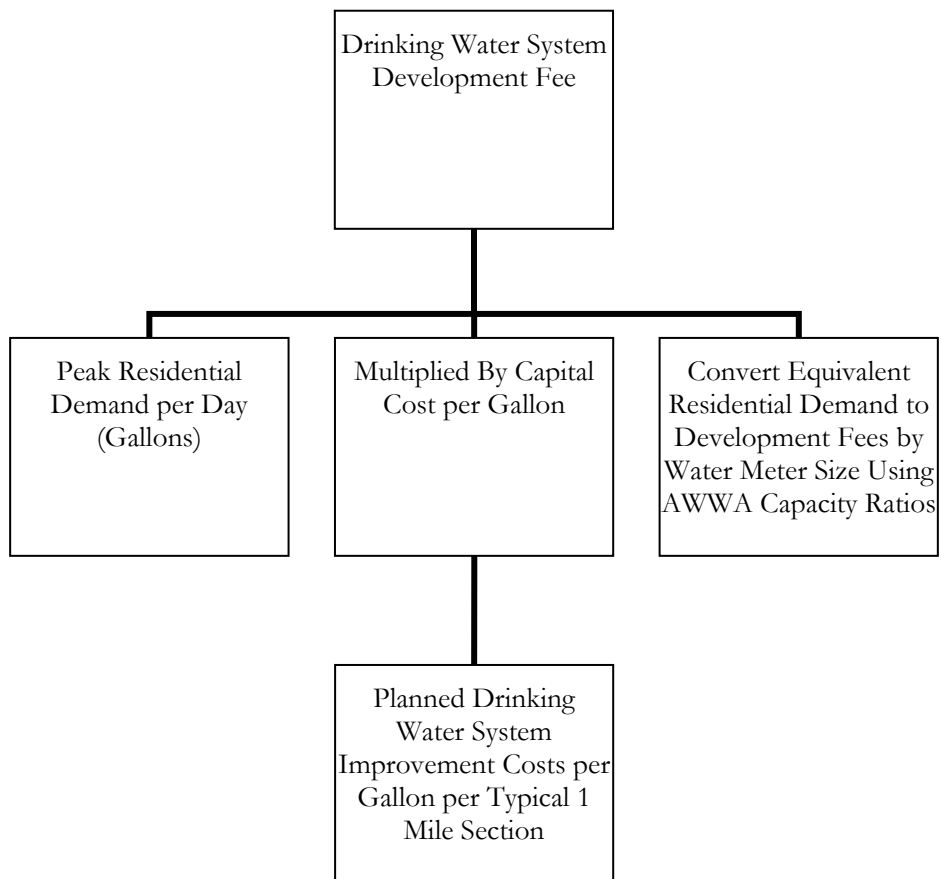 Drinking Water System
Development Fee
Peak Residential
Demand per Day
(Gallons)
Multiplied By Capital
Cost per Gallon
Convert Equivalent
Residential Demand to
Development Fees by
Water Meter Size Using
AWWA Capacity Ratios
Planned Drinking
Water System
Improvement Costs per
Gallon per Typical 1
Mile Section